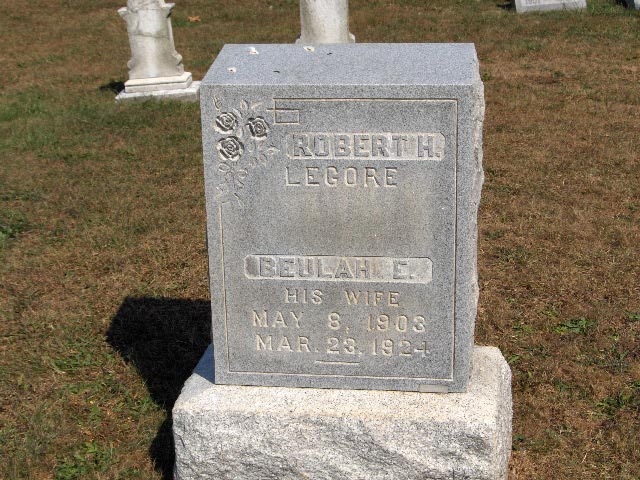 ROBERT H.
LEGORE
BEULAH E.
HIS WIFE
MAY 8, 1903
MAR. 23, 1924